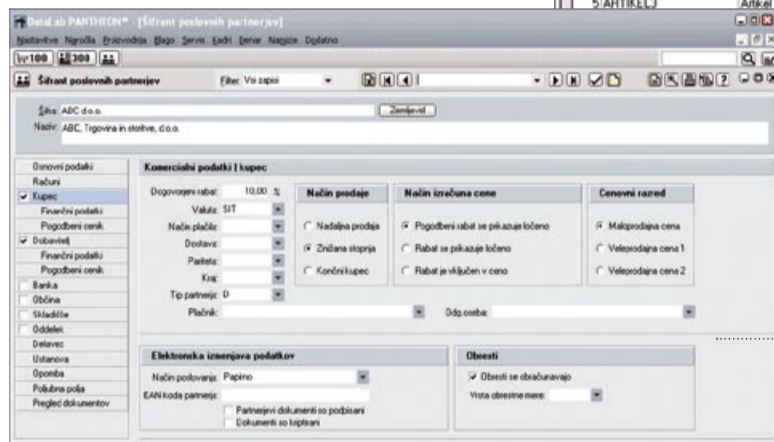 5 ARTIKEL3 Artikel
DataLab PANTHEON™ - [Šifrant poslovnih partnerjev]
Nastavitve Naročila Proizvodnja Blago Servis Kadri Denar Napisze Dodatno
100 300
Šifrant poslovnih partnerjev Filter: Vsi zapisi
Šifra: ABC d.o.o. Zemljevid
Naziv: ABC, Trgovina in storitve, d.o.o.
Osnovni podatki
Računi
Kupec
Finančni podatki
Pogodbeni cenik
Dobavitelj
Finančni podatki
Pogodbeni cenik
Banka
Občina
Skladišče
Oddelek
Delavec
Ustanova
Opomba
Poljubna polja
Pregled dokumentov
Komercialni podatki | kupec
Dogovorjeni rabat: 10,00 %
Valuta: SIT
Način plačila:
Dostava:
Pariteta:
Kraj:
Tip partnerja: D
Plačnik: Odg.oseba:
Način prodaje
Nadaljna prodaja
Znižana stopnja
Končni kupec
Način izračuna cene
Pogodbeni rabat se prikazuje ločeno
Rabat se prikazuje ločeno
Rabat je vključen v ceno
Cenovni razred
Maloprodajna cena
Veleprodajna cena 1
Veleprodajna cena 2
Elektronska izmenjava podatkov
Način poslovanja: Papirno
EAN koda partnerja:
Partnerjevi dokumenti so podpisani
Dokumenti so kriptirani
Obresti
Obresti se obračunavajo
Vrsta obrestne mere: